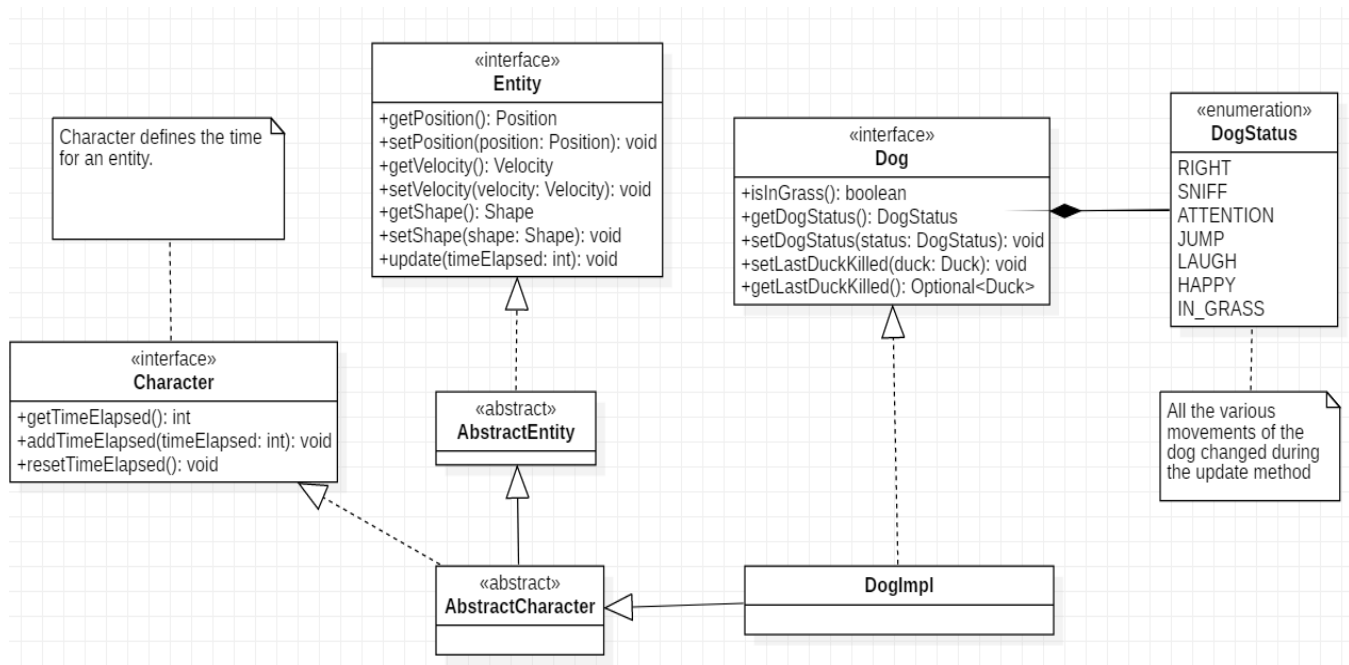 «interface»
Entity
+getPosition(): Position
+setPosition(position: Position): void
+getVelocity(): Velocity
+setVelocity(velocity: Velocity): void
+getShape(): Shape
+setShape(shape: Shape): void
+update(timeElapsed: int): void
Character defines the time
for an entity.
«interface»
Dog
+isInGrass(): boolean
+getDogStatus(): DogStatus
+setDogStatus(status: DogStatus): void
+setLastDuckKilled(duck: Duck): void
+getLastDuckKilled(): Optional<Duck>
«enumeration»
DogStatus
RIGHT
SNIFF
ATTENTION
JUMP
LAUGH
HAPPY
IN_GRASS
«interface»
Character
+getTimeElapsed(): int
+addTimeElapsed(timeElapsed: int): void
+resetTimeElapsed(): void
«abstract»
AbstractEntity
All the various
movements of the
dog changed during
the update method
«abstract»
AbstractCharacter
DogImpl